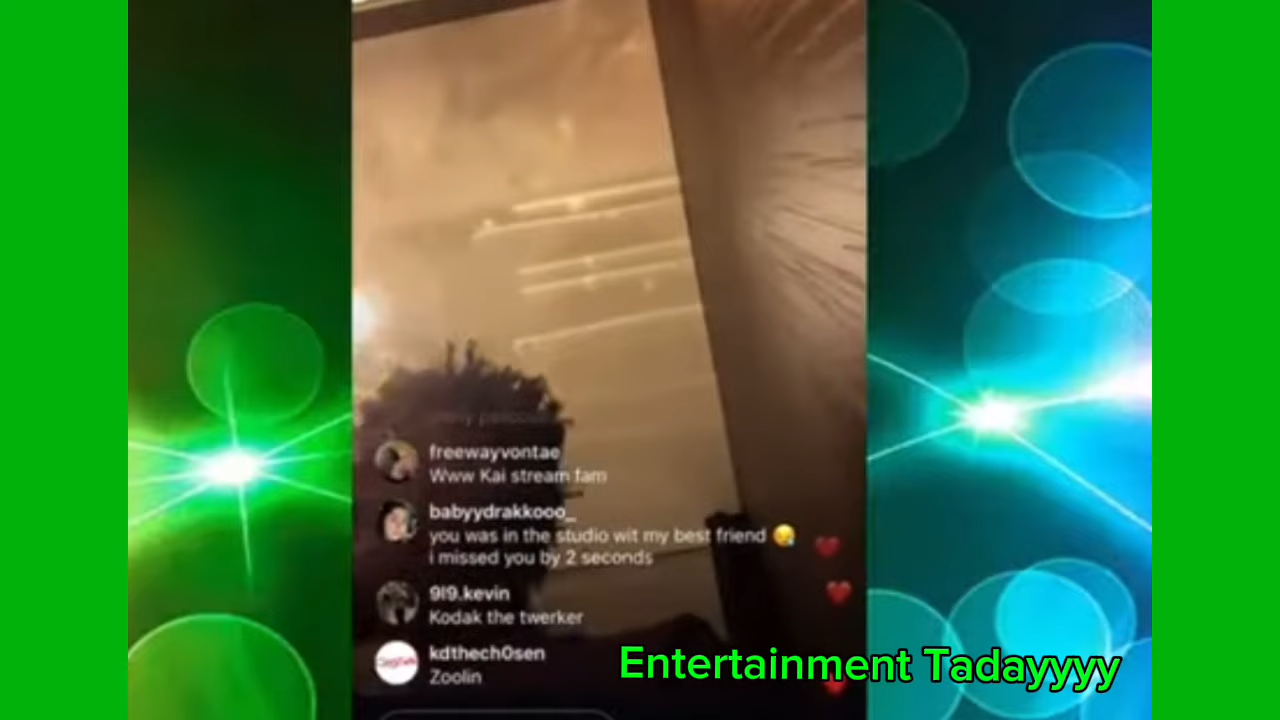 freewayvontae
Www Kai stream fam
babyydrakkooo_
you was in the studio wit my best friend 😪
i missed you by 2 seconds
9l9.kevin
Kodak the twerker
kdthech0sen
Zoolin
Entertainment Tadayyyy